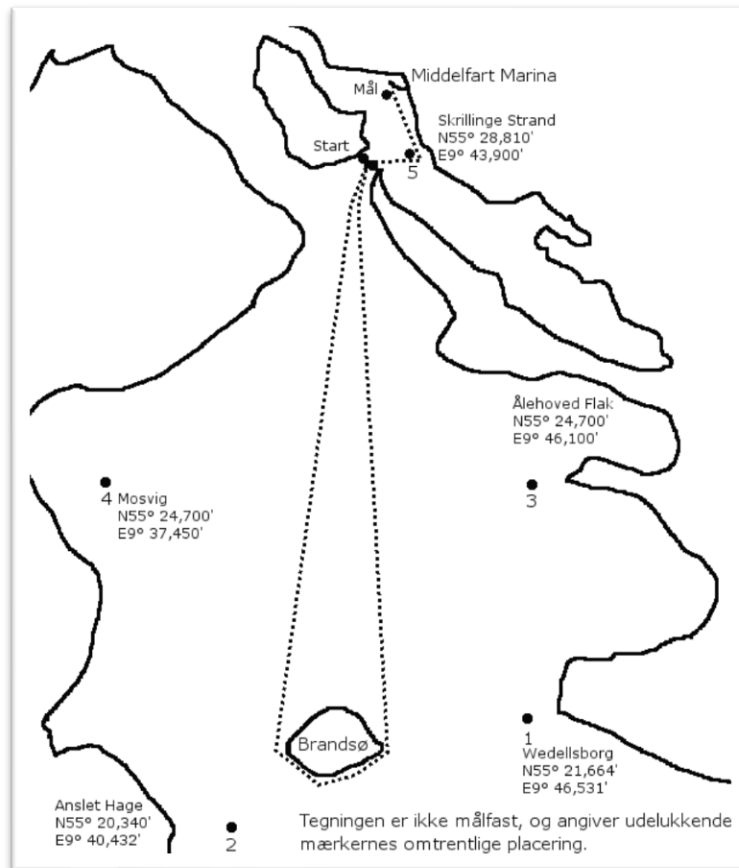 Middelfart Marina
Mål
Skrillinge Strand
N55° 28,810'
E9° 43,900'
Start
5
Ålehoved Flak
N55° 24,700'
E9° 46,100'
4 Mosvig
N55° 24,700'
E9° 37,450'
3
Brandsø
1
Wedellsborg
N55° 21,664'
E9° 46,531'
Anslet Hage
N55° 20,340'
E9° 40,432'
2
Tegningen er ikke målfast, og angiver udelukkende
mærkernes omtrentlige placering.